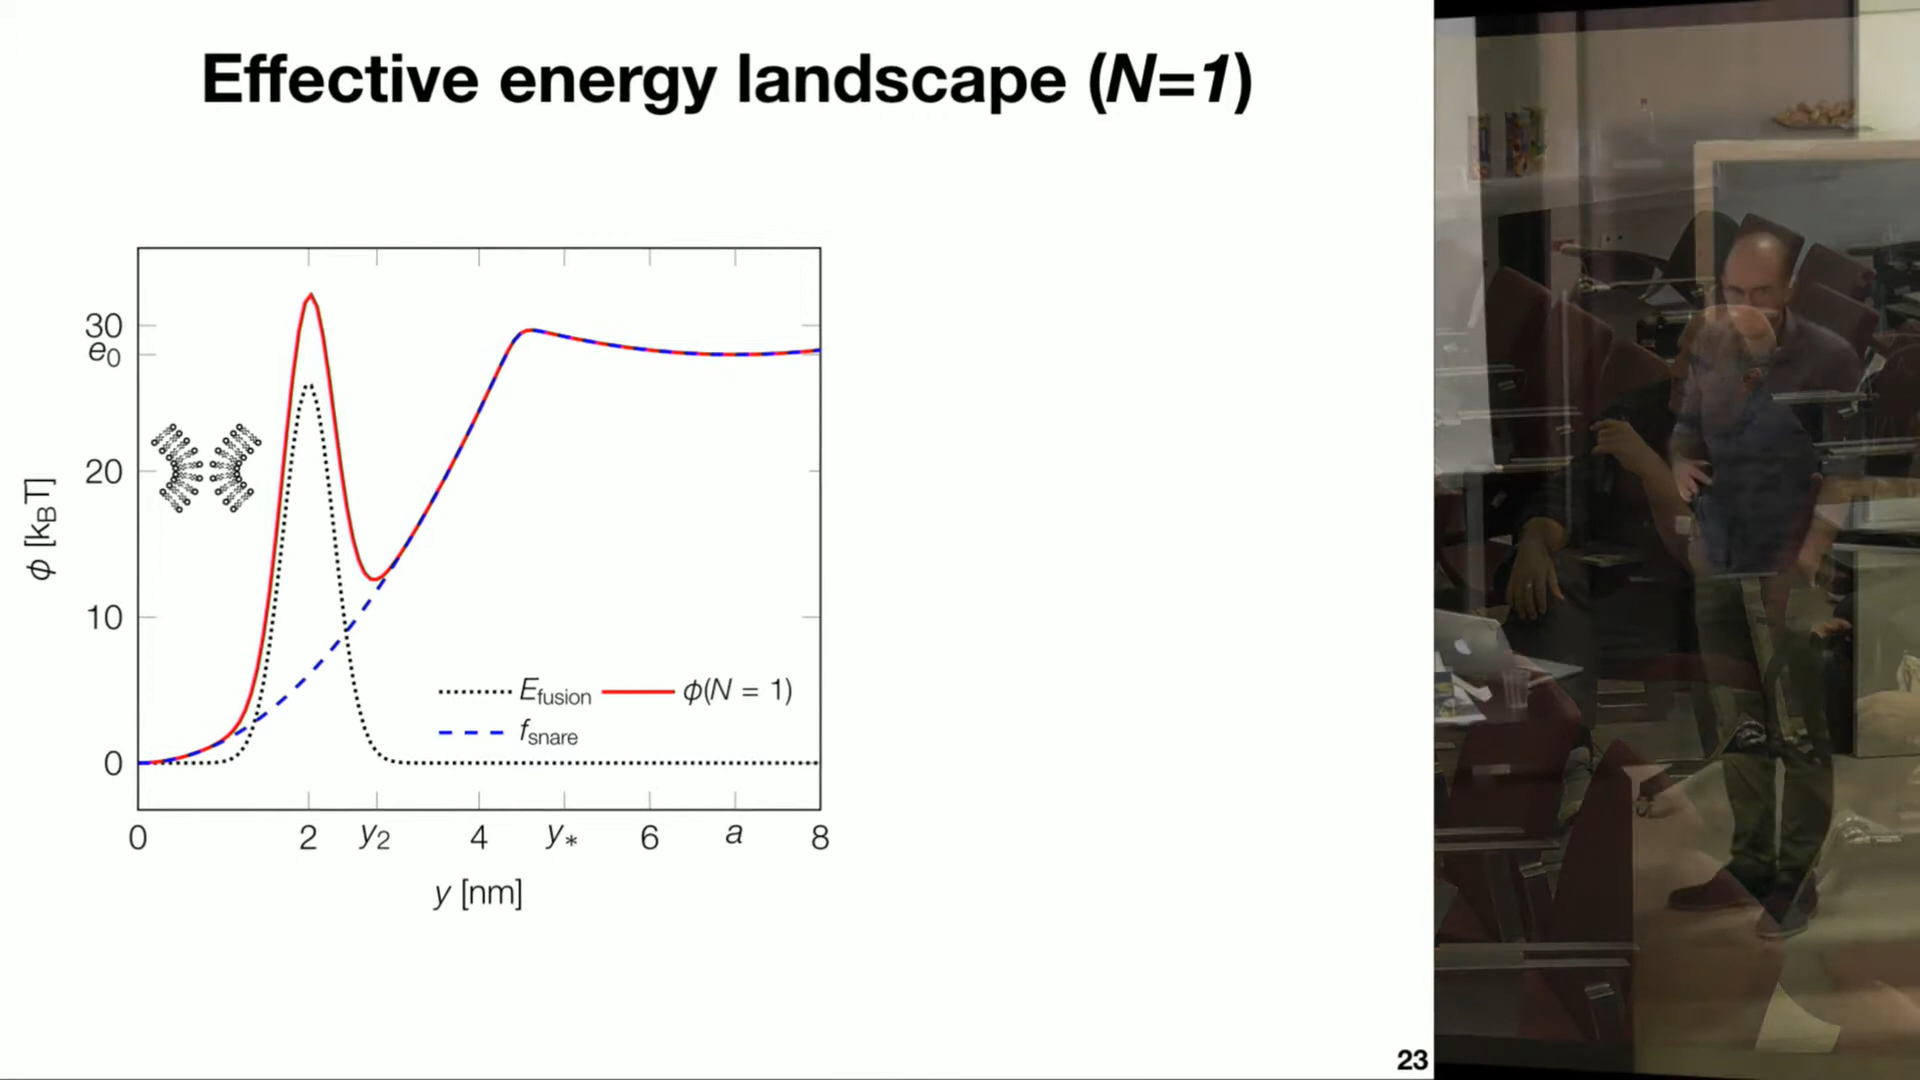 Effective energy landscape (N=1)
30
e0
20
10
0
ϕ [kBT]
Efusion
ϕ(N = 1)
fsnare
0
2
y2
4
y*
6
a
8
y [nm]
23